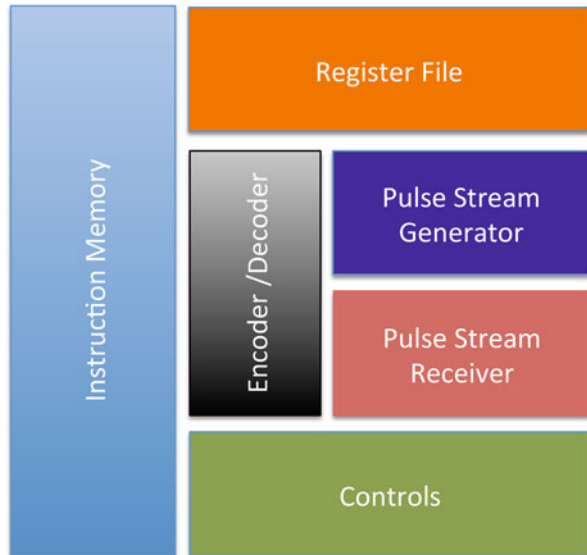 Instruction Memory
Register File
Encoder /Decoder
Pulse Stream
Generator
Pulse Stream
Receiver
Controls